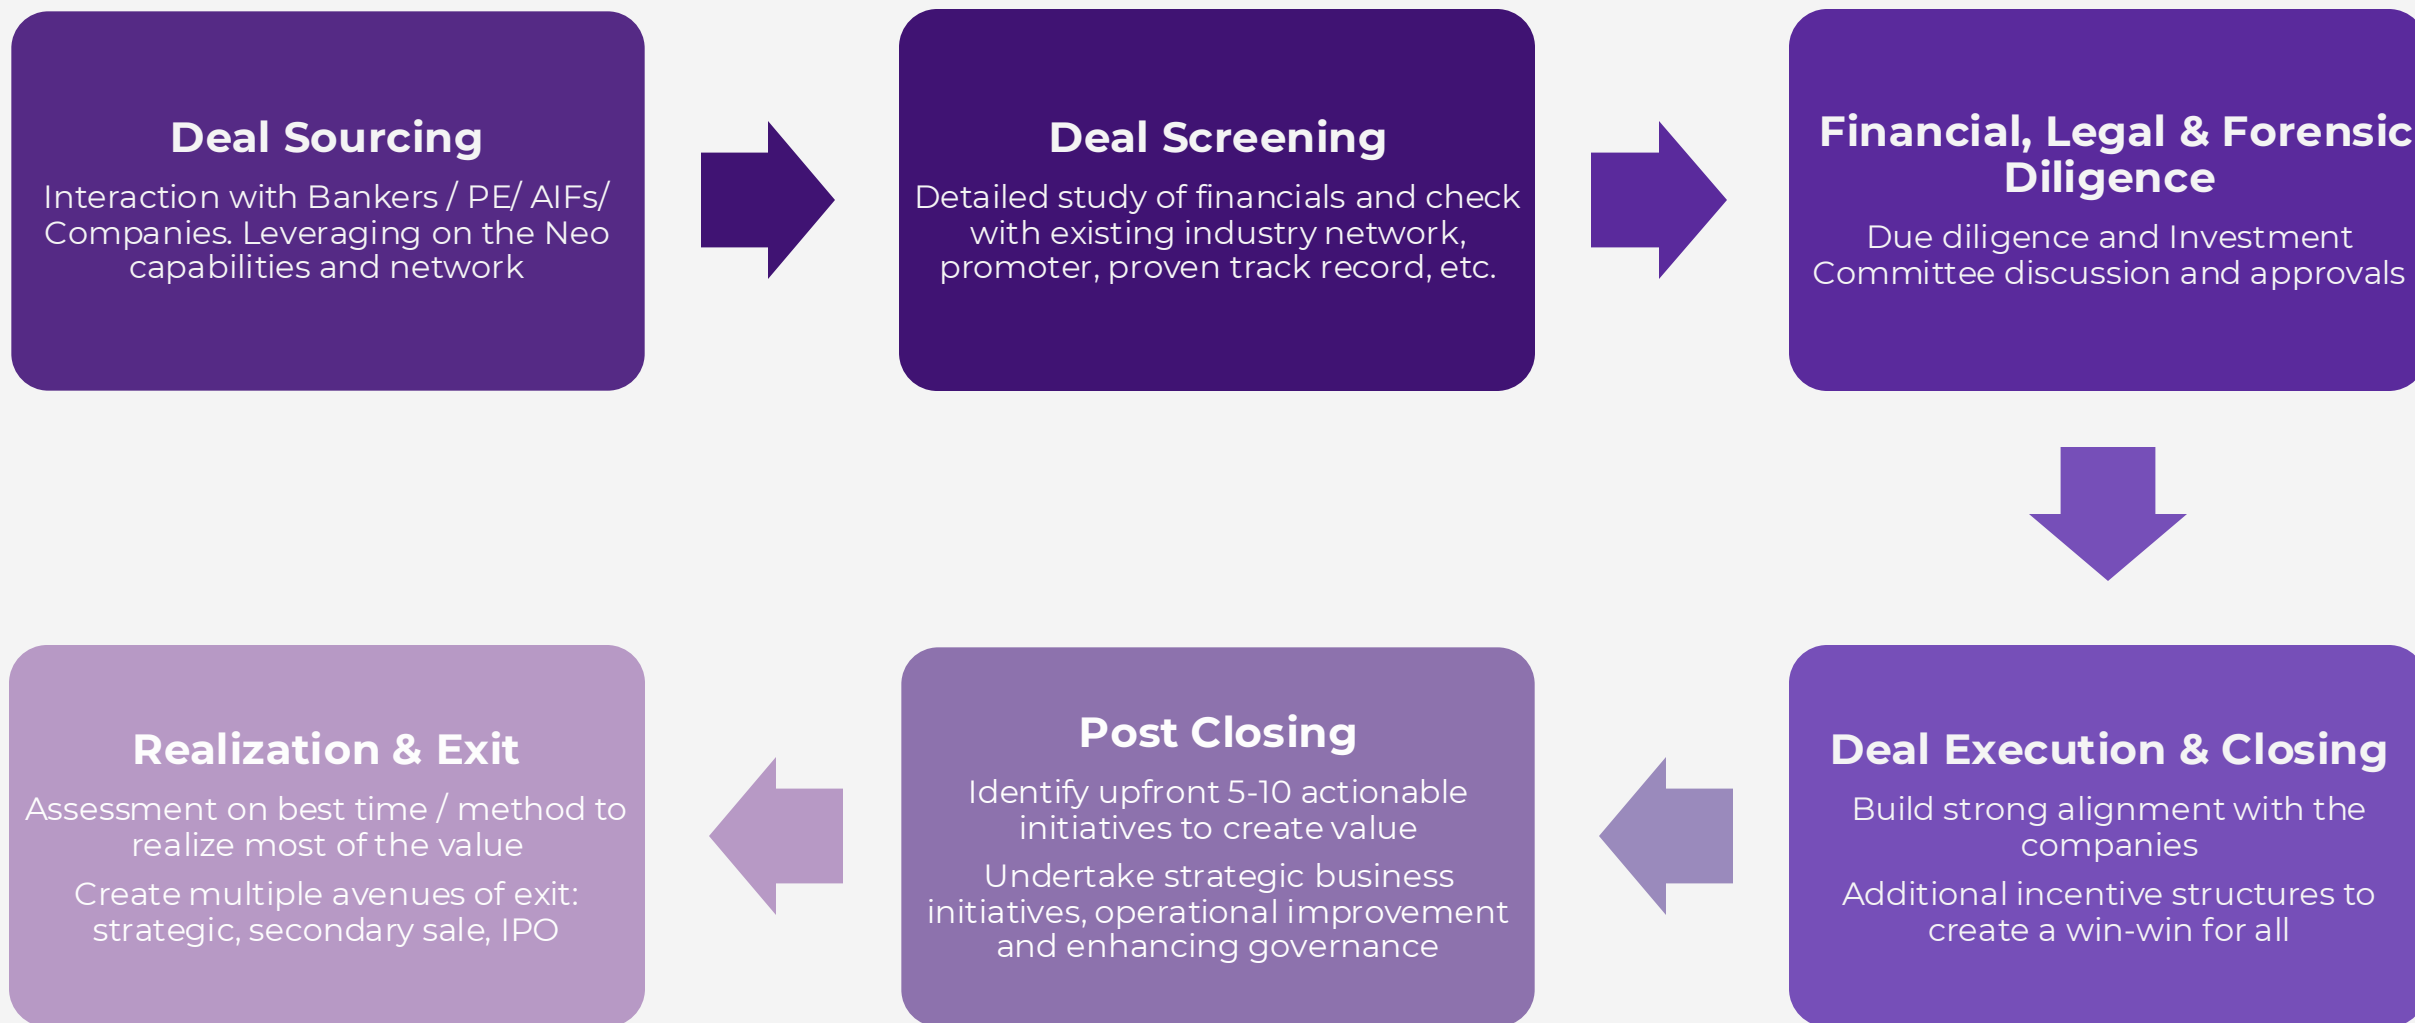 Deal Sourcing
Interaction with Bankers / PE/ AIFs/
Companies. Leveraging on the Neo
capabilities and network
Deal Screening
Detailed study of financials and check
with existing industry network,
promoter, proven track record, etc.
Financial, Legal & Forensic
Diligence
Due diligence and Investment
Committee discussion and approvals
Deal Execution & Closing
Build strong alignment with the
companies
Additional incentive structures to
create a win-win for all
Post Closing
Identify upfront 5-10 actionable
initiatives to create value
Undertake strategic business
initiatives, operational improvement
and enhancing governance
Realization & Exit
Assessment on best time / method to
realize most of the value
Create multiple avenues of exit:
strategic, secondary sale, IPO